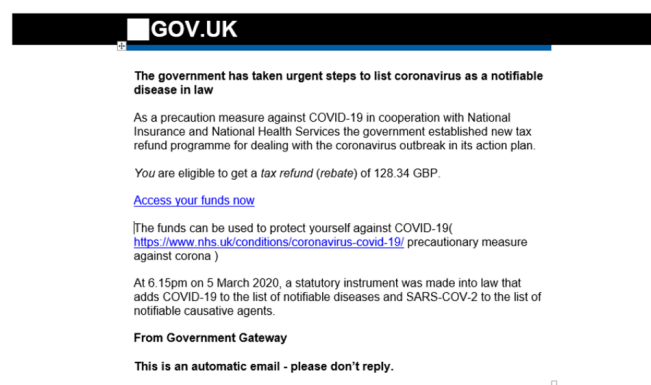 GOV.UK
The government has taken urgent steps to list coronavirus as a notifiable
disease in law
As a precaution measure against COVID-19 in cooperation with National
Insurance and National Health Services the government established new tax
refund programme for dealing with the coronavirus outbreak in its action plan.
You are eligible to get a tax refund (rebate) of 128.34 GBP.
Access your funds now
The funds can be used to protect yourself against COVID-19(
https://www.nhs.uk/conditions/coronavirus-covid-19/ precautionary measure
against corona )
At 6.15pm on 5 March 2020, a statutory instrument was made into law that
adds COVID-19 to the list of notifiable diseases and SARS-COV-2 to the list of
notifiable causative agents.
From Government Gateway
This is an automatic email - please don’t reply.